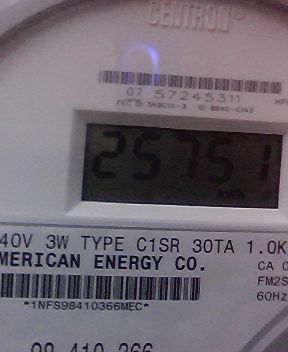 CENTRON®
07 57245311
25751
kWh
40V 3W TYPE C1SR 30TA 1.0K
MERICAN ENERGY CO.
CA 0
FM2S
60Hz
*1NFS98410366MEC*
98 410 366